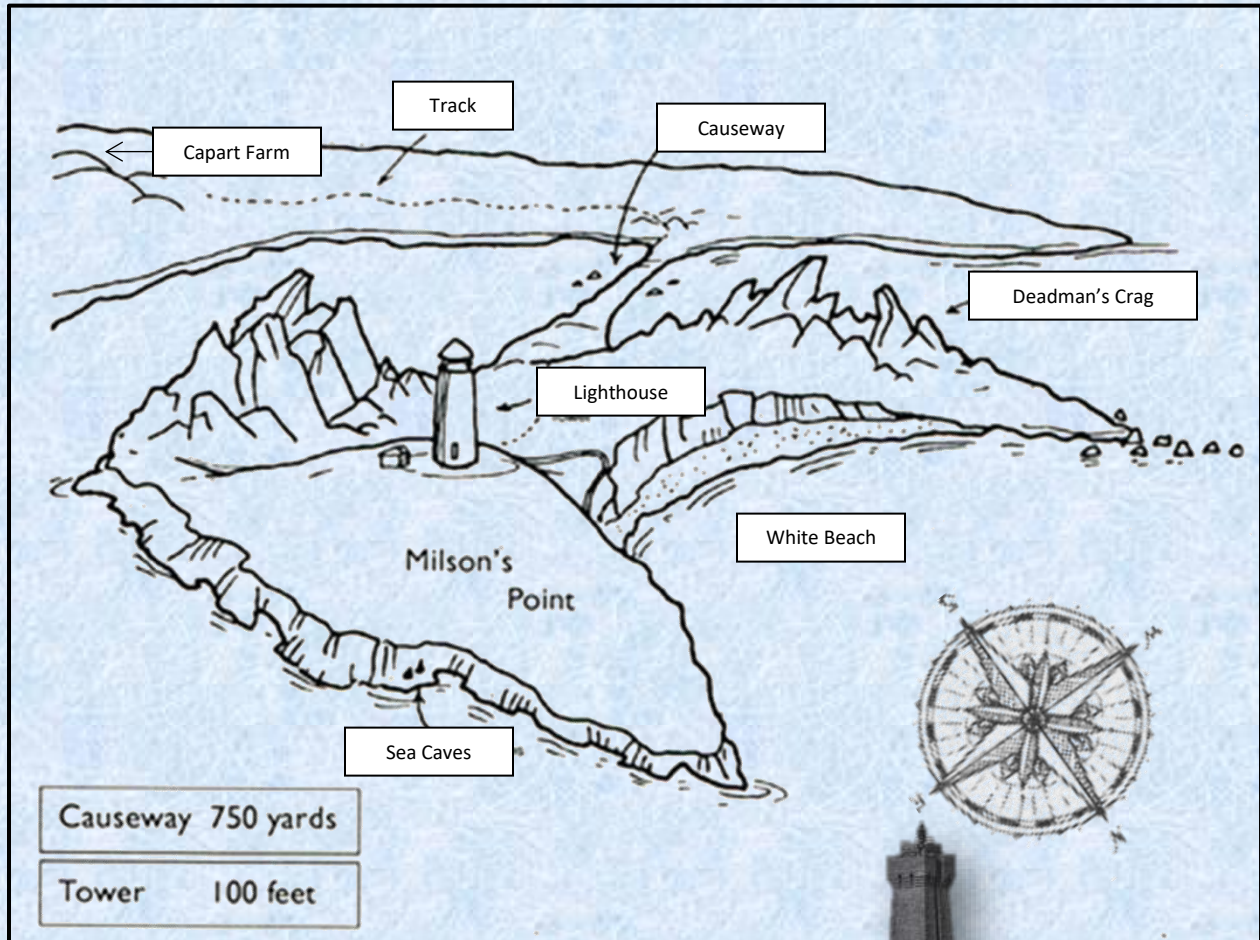 Track
Causeway
Capart Farm
Deadman's Crag
Lighthouse
White Beach
Milson's
Point
Sea Caves
Causeway 750 yards
Tower 100 feet